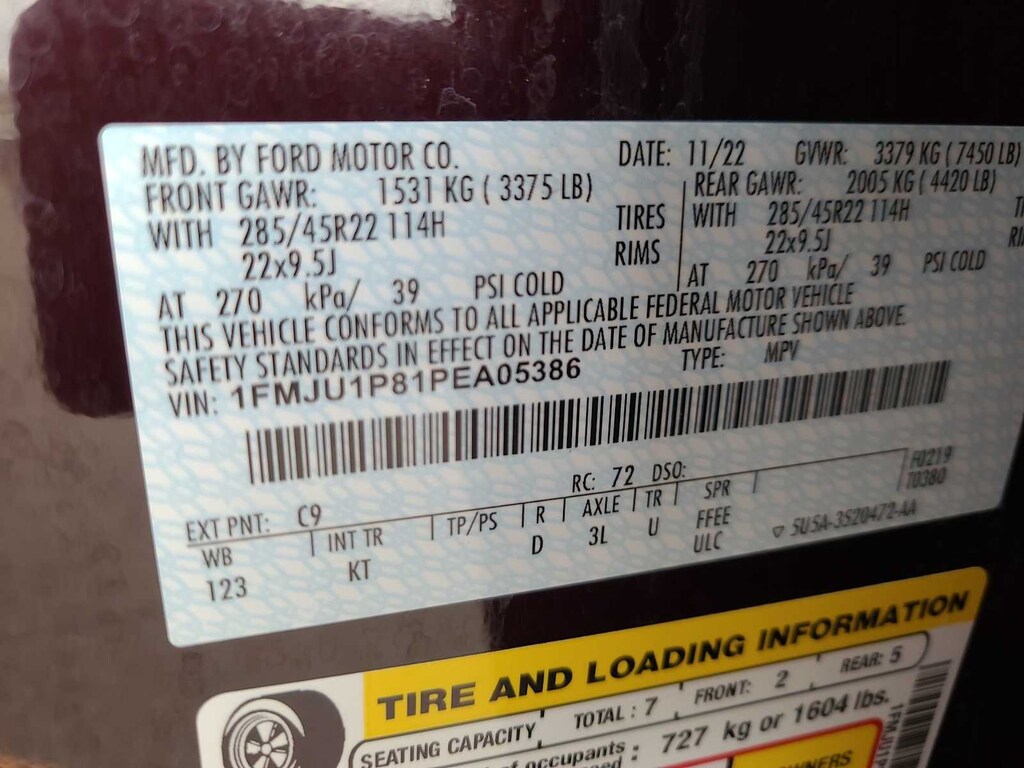 MFD. BY FORD MOTOR CO. DATE: 11/22 GVWR: 3379 KG ( 7450 LB)
FRONT GAWR: 1531 KG ( 3375 LB) REAR GAWR: 2005 KG ( 4420 LB)
WITH 285/45R22 114H TIRES WITH 285/45R22 114H
22x9.5J RIMS 22x9.5J
AT 270 kPa/ 39 PSI COLD AT 270 kPa/ 39 PSI COLD
THIS VEHICLE CONFORMS TO ALL APPLICABLE FEDERAL MOTOR VEHICLE
SAFETY STANDARDS IN EFFECT ON THE DATE OF MANUFACTURE SHOWN ABOVE.
VIN: 1FMJU1P81PEA05386 TYPE: MPV
EXT PNT: C9 RC: 72 DSO: F0219
WB INT TR TP/PS R AXLE TR SPR T0380
123 KT D 3L U FFEE
ULC ▽ 5USA-3520472-AA
TIRE AND LOADING INFORMATION
SEATING CAPACITY TOTAL : 7 FRONT: 2 REAR: 5
of occupants : 727 kg or 1604 lbs.